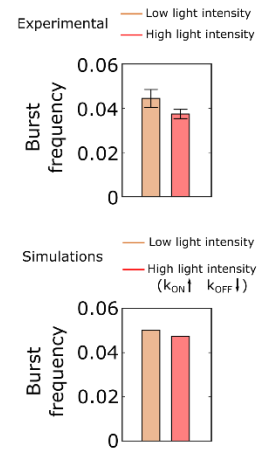 Experimental
Low light intensity
High light intensity
Burst frequency
0.06
0.04
0.02
0
Simulations
Low light intensity
High light intensity
(kON↑ kOFF↓)
Burst frequency
0.06
0.04
0.02
0